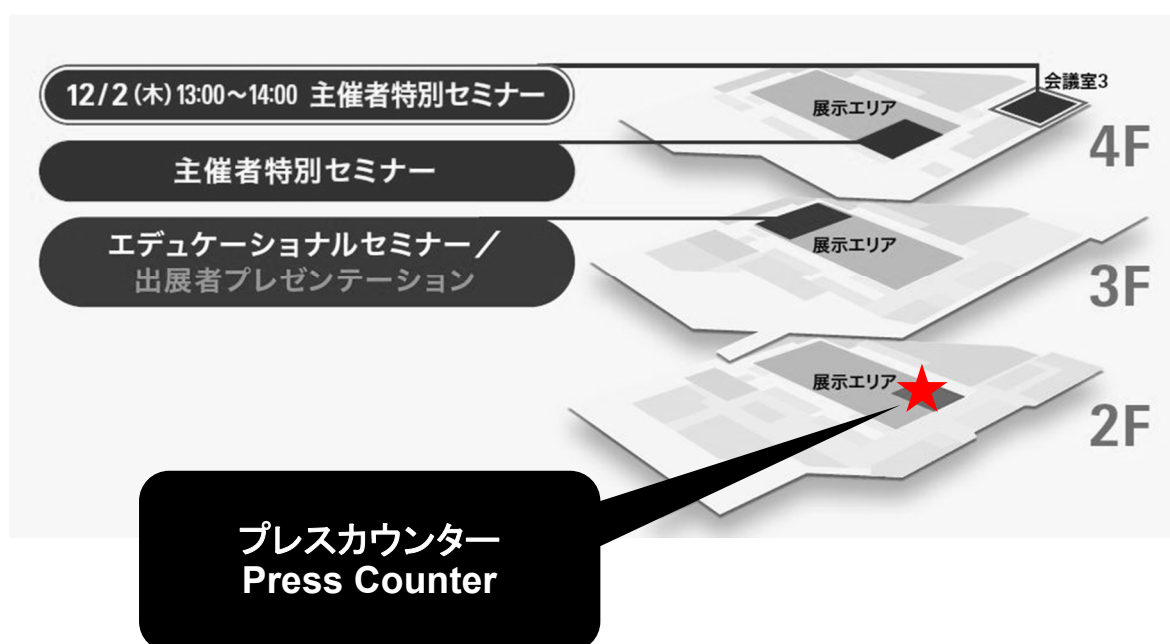 12/2(木)13:00〜14:00 主催者特別セミナー
主催者特別セミナー
エデュケーショナルセミナー／
出展者プレゼンテーション
会議室3
展示エリア
4F
展示エリア
3F
展示エリア
2F
プレスカウンター
Press Counter